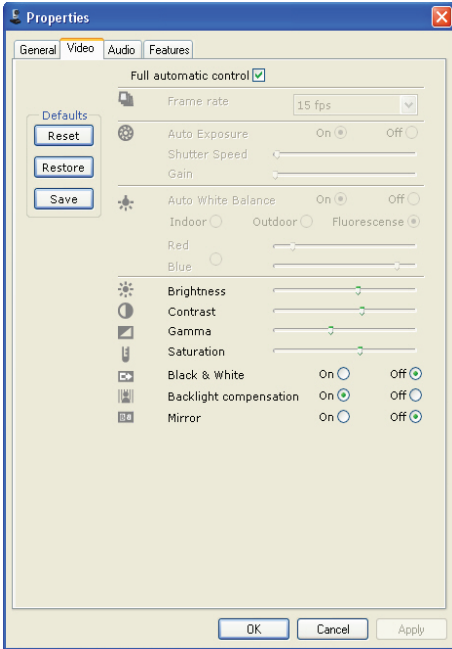 Properties
General Video Audio Features
Full automatic control
Frame rate 15 fps
Defaults
Reset
Restore
Save
Auto Exposure On Off
Shutter Speed
Gain
Auto White Balance On Off
Indoor Outdoor Fluorescense
Red
Blue
Brightness
Contrast
Gamma
Saturation
Black & White On Off
Backlight compensation On Off
Mirror On Off
OK Cancel Apply